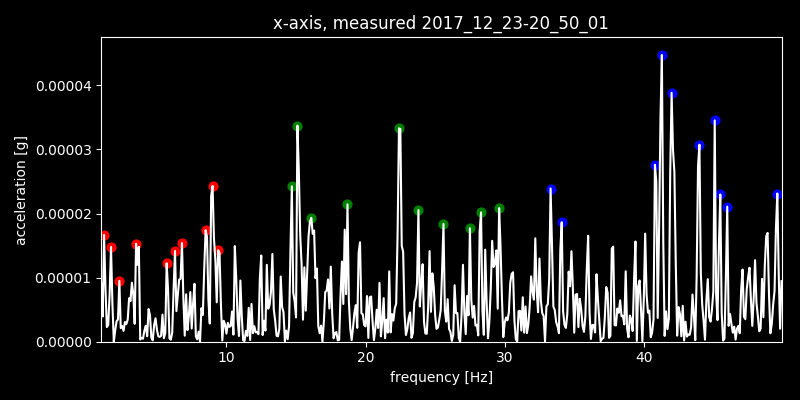 x-axis, measured 2017_12_23-20_50_01
acceleration [g]
0.00004
0.00003
0.00002
0.00001
0.00000
10 20 30 40
frequency [Hz]